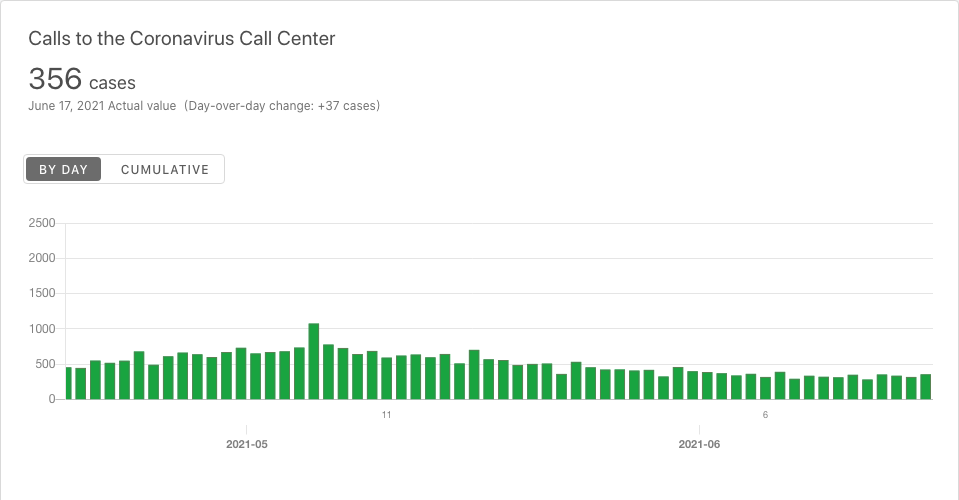 Calls to the Coronavirus Call Center
356 cases
June 17, 2021 Actual value (Day-over-day change: +37 cases)
BY DAY CUMULATIVE
2500
2000
1500
1000
500
0
11 6
2021-05 2021-06